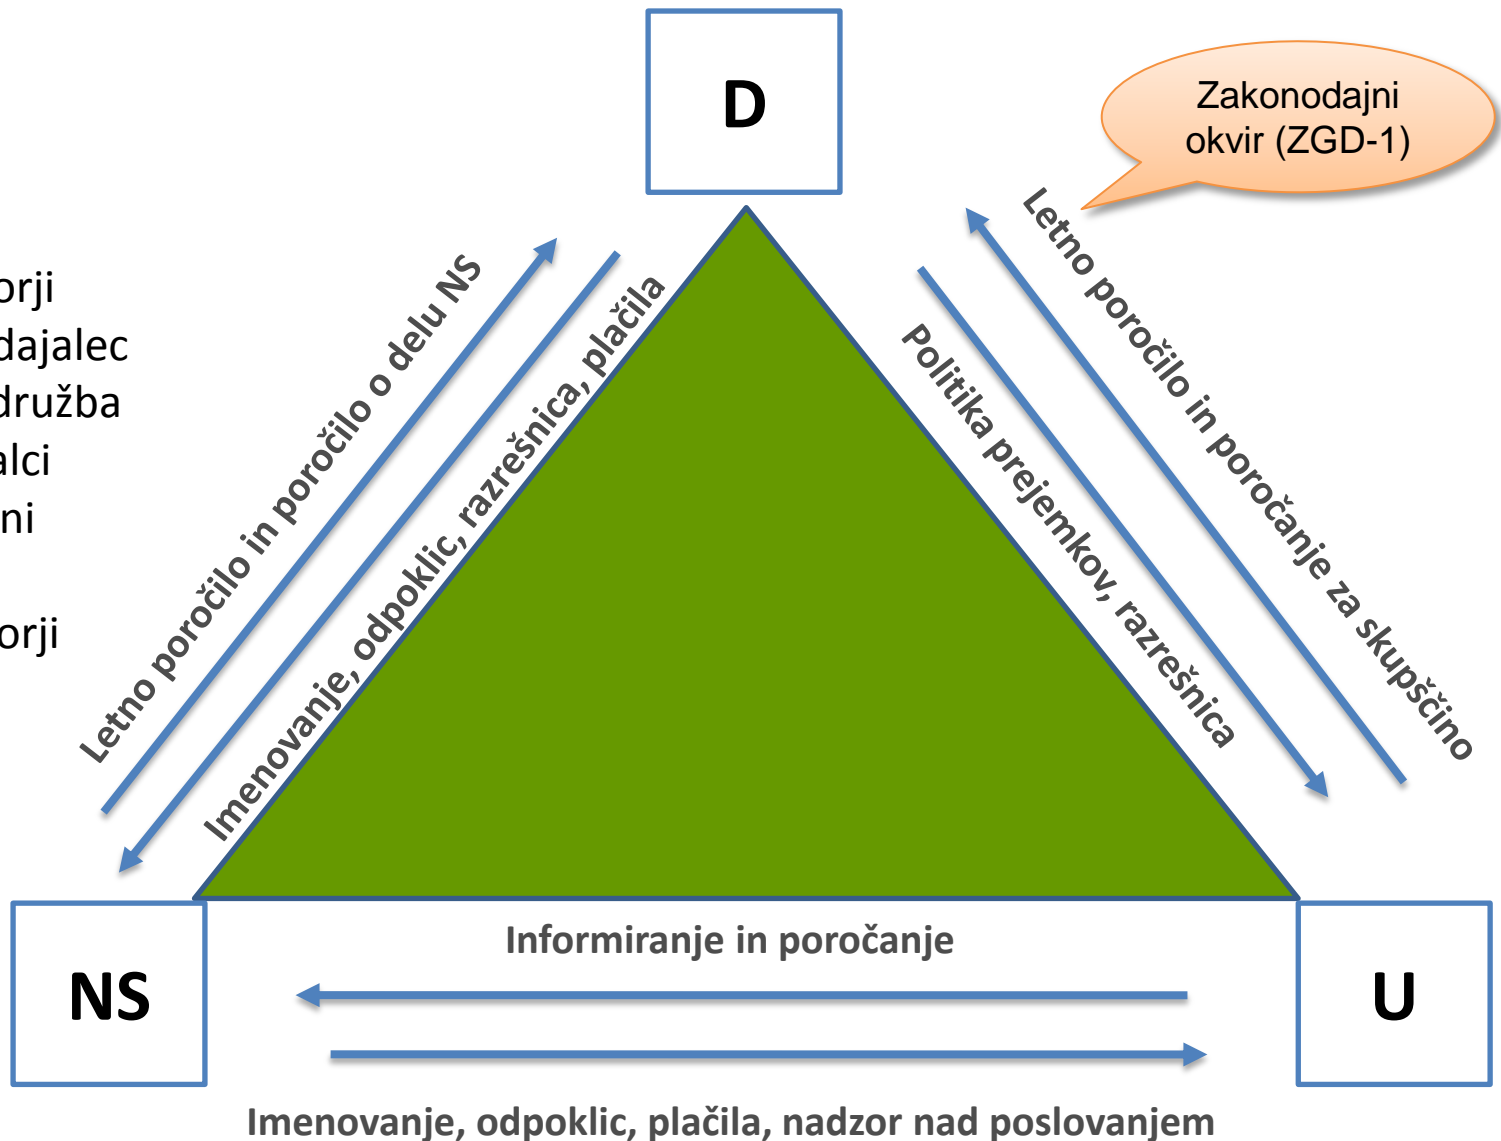 D
Zakonodajni
okvir (ZGD-1)
orji
dajalec
družba
alci
ni
orji
Letno poročilo in poročilo o delu NS
Imenovanje, odpoklic, razrešnica, plačila
Politika prejemkov, razrešnica
Letno poročilo in poročanje za skupščino
NS
Informiranje in poročanje
U
Imenovanje, odpoklic, plačila, nadzor nad poslovanjem